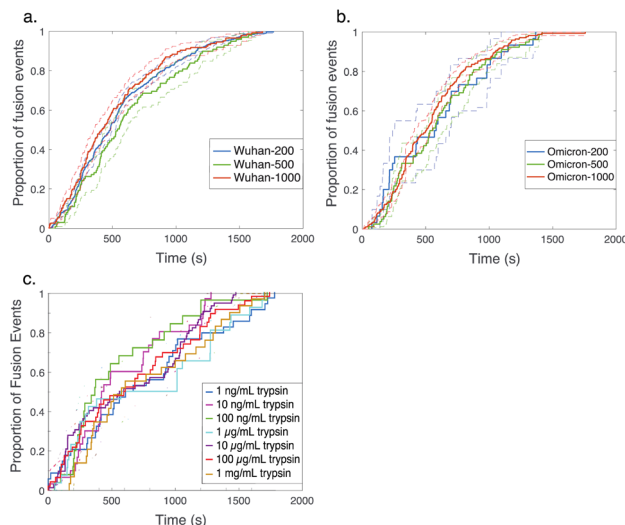 a.
Proportion of fusion events
1
0.8
0.6
0.4
0.2
0
0 500 1000 1500 2000
Time (s)
Wuhan-200
Wuhan-500
Wuhan-1000
b.
Proportion of fusion events
1
0.8
0.6
0.4
0.2
0
0 500 1000 1500 2000
Time (s)
Omicron-200
Omicron-500
Omicron-1000
c.
Proportion of Fusion Events
1
0.8
0.6
0.4
0.2
0
0 500 1000 1500 2000
Time (s)
1 ng/mL trypsin
10 ng/mL trypsin
100 ng/mL trypsin
1 µg/mL trypsin
10 µg/mL trypsin
100 µg/mL trypsin
1 mg/mL trypsin